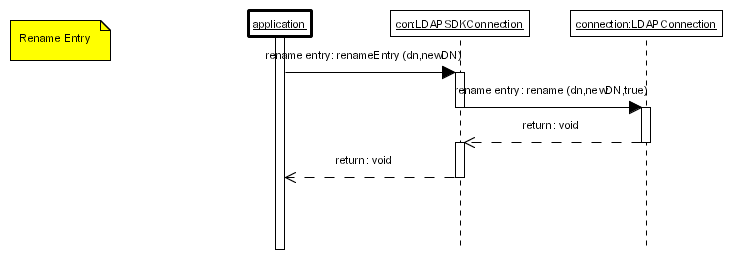 Rename Entry
application
con:LDAPSDKConnection
connection:LDAPConnection
rename entry: renameEntry (dn,newDN)
rename entry: rename (dn,newDN,true)
return: void
return: void